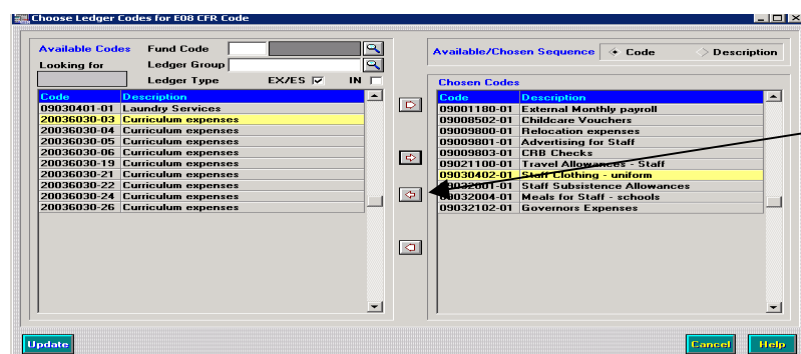 Choose Ledger Codes for E08 CFR Code
Available Codes Fund Code
Looking for Ledger Group
Ledger Type EX/ES IN
Code Description
09030401-01 Laundry Services
20036030-03 Curriculum expenses
20036030-04 Curriculum expenses
20036030-05 Curriculum expenses
20036030-06 Curriculum expenses
20036030-19 Curriculum expenses
20036030-21 Curriculum expenses
20036030-22 Curriculum expenses
20036030-24 Curriculum expenses
20036030-26 Curriculum expenses
Available/Chosen Sequence Code Description
Chosen Codes
Code Description
09001180-01 External Monthly payroll
09008502-01 Childcare Vouchers
09009800-01 Relocation expenses
09009801-01 Advertising for Staff
09009803-01 CRB Checks
09021100-01 Travel Allowances - Staff
09030402-01 Staff Clothing - uniform
09032001-01 Staff Subsistence Allowances
09032004-01 Meals for Staff - schools
09032102-01 Governors Expenses
Update Cancel Help